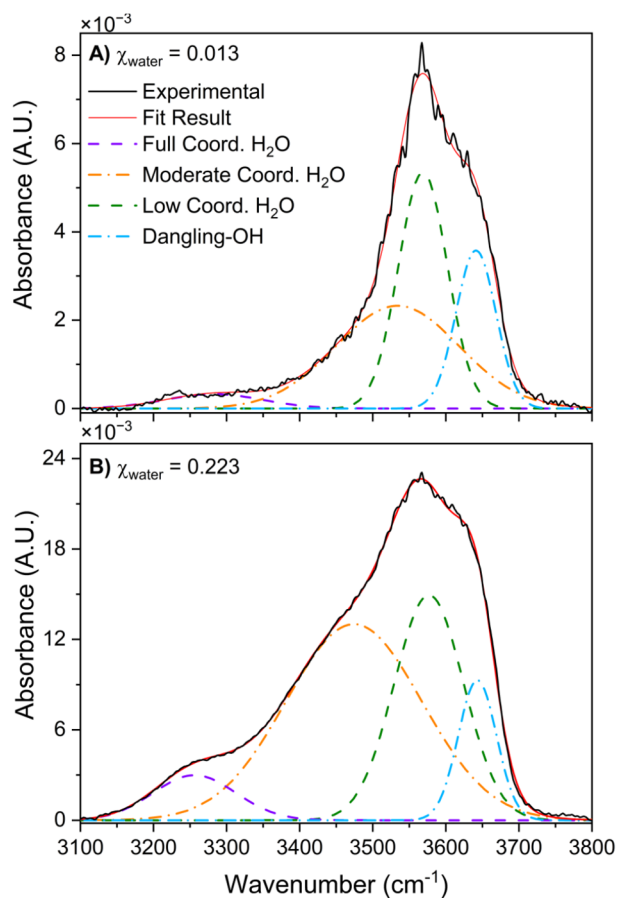 ×10⁻³
A) χwater = 0.013
Experimental
Fit Result
Full Coord. H₂O
Moderate Coord. H₂O
Low Coord. H₂O
Dangling-OH
8
6
4
2
0
Absorbance (A.U.)
×10⁻³
B) χwater = 0.223
24
18
12
6
0
Absorbance (A.U.)
3100 3200 3300 3400 3500 3600 3700 3800
Wavenumber (cm⁻¹)